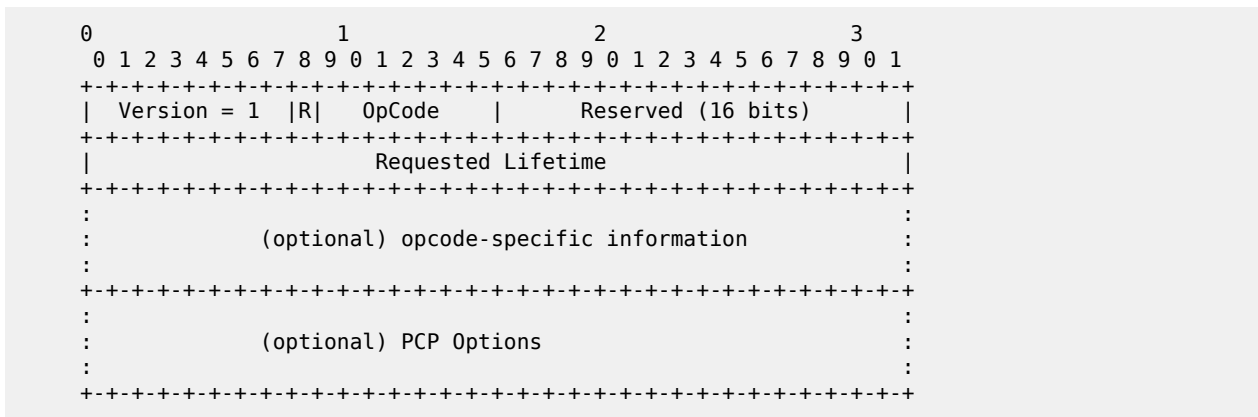 0                   1                   2                   3
 0 1 2 3 4 5 6 7 8 9 0 1 2 3 4 5 6 7 8 9 0 1 2 3 4 5 6 7 8 9 0 1
+-+-+-+-+-+-+-+-+-+-+-+-+-+-+-+-+-+-+-+-+-+-+-+-+-+-+-+-+-+-+-+-+
|  Version = 1  |R|   OpCode    |      Reserved (16 bits)       |
+-+-+-+-+-+-+-+-+-+-+-+-+-+-+-+-+-+-+-+-+-+-+-+-+-+-+-+-+-+-+-+-+
|                      Requested Lifetime                       |
+-+-+-+-+-+-+-+-+-+-+-+-+-+-+-+-+-+-+-+-+-+-+-+-+-+-+-+-+-+-+-+-+
:                                                               :
:             (optional) opcode-specific information            :
:                                                               :
+-+-+-+-+-+-+-+-+-+-+-+-+-+-+-+-+-+-+-+-+-+-+-+-+-+-+-+-+-+-+-+-+
:                                                               :
:             (optional) PCP Options                            :
:                                                               :
+-+-+-+-+-+-+-+-+-+-+-+-+-+-+-+-+-+-+-+-+-+-+-+-+-+-+-+-+-+-+-+-+